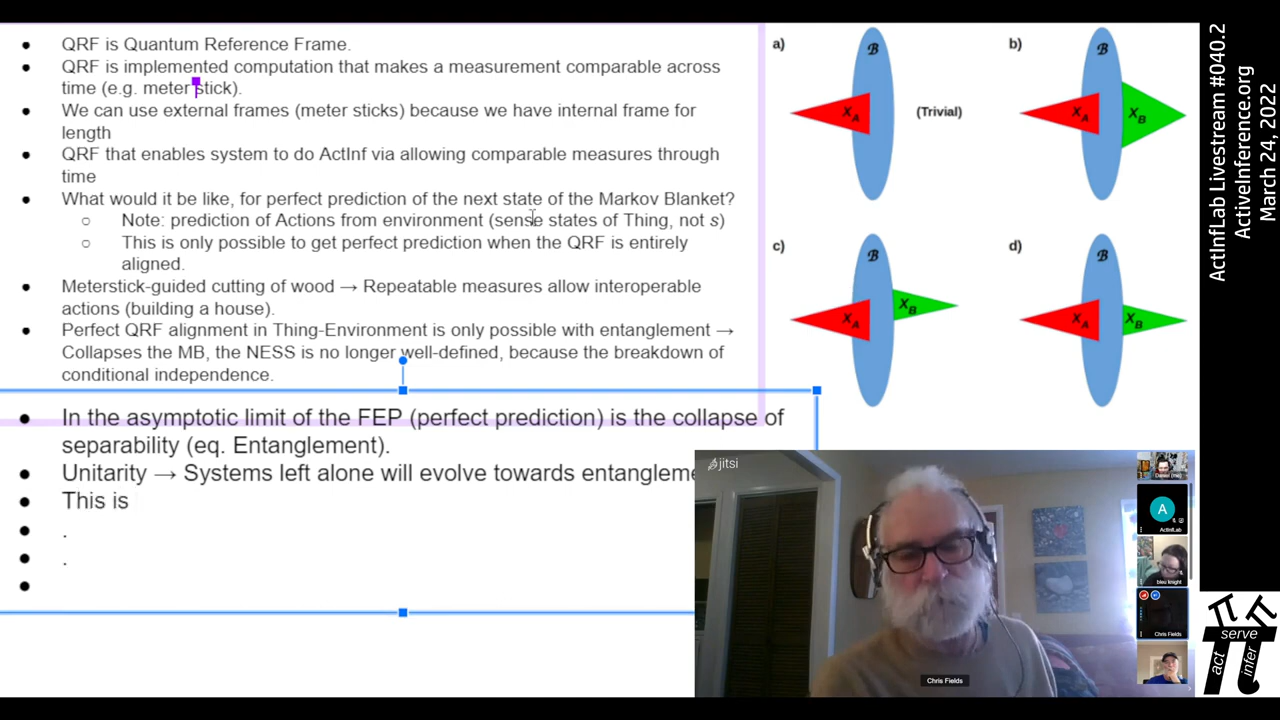 ● QRF is Quantum Reference Frame.
● QRF is implemented computation that makes a measurement comparable across
time (e.g. meter stick).
● We can use external frames (meter sticks) because we have internal frame for
length
● QRF that enables system to do ActInf via allowing comparable measures through
time
● What would it be like, for perfect prediction of the next state of the Markov Blanket?
○ Note: prediction of Actions from environment (sense states of Thing, not s)
○ This is only possible to get perfect prediction when the QRF is entirely
aligned.
● Meterstick-guided cutting of wood → Repeatable measures allow interoperable
actions (building a house).
● Perfect QRF alignment in Thing-Environment is only possible with entanglement →
Collapses the MB, the NESS is no longer well-defined, because the breakdown of
conditional independence.
● In the asymptotic limit of the FEP (perfect prediction) is the collapse of
separability (eq. Entanglement).
● Unitarity → Systems left alone will evolve towards entangleme
● This is
● .
● .
●
a)
B
X_A
(Trivial)
b)
B
X_A
X_B
c)
B
X_A
X_B
d)
B
X_A
X_B
jitsi
Chris Fields
Daniel (me)
A
ActInfLab
bleu knight
Chris Fields
ActInfLab Livestream #040.2
ActiveInference.org
March 24, 2022
π π
serve
act
infer